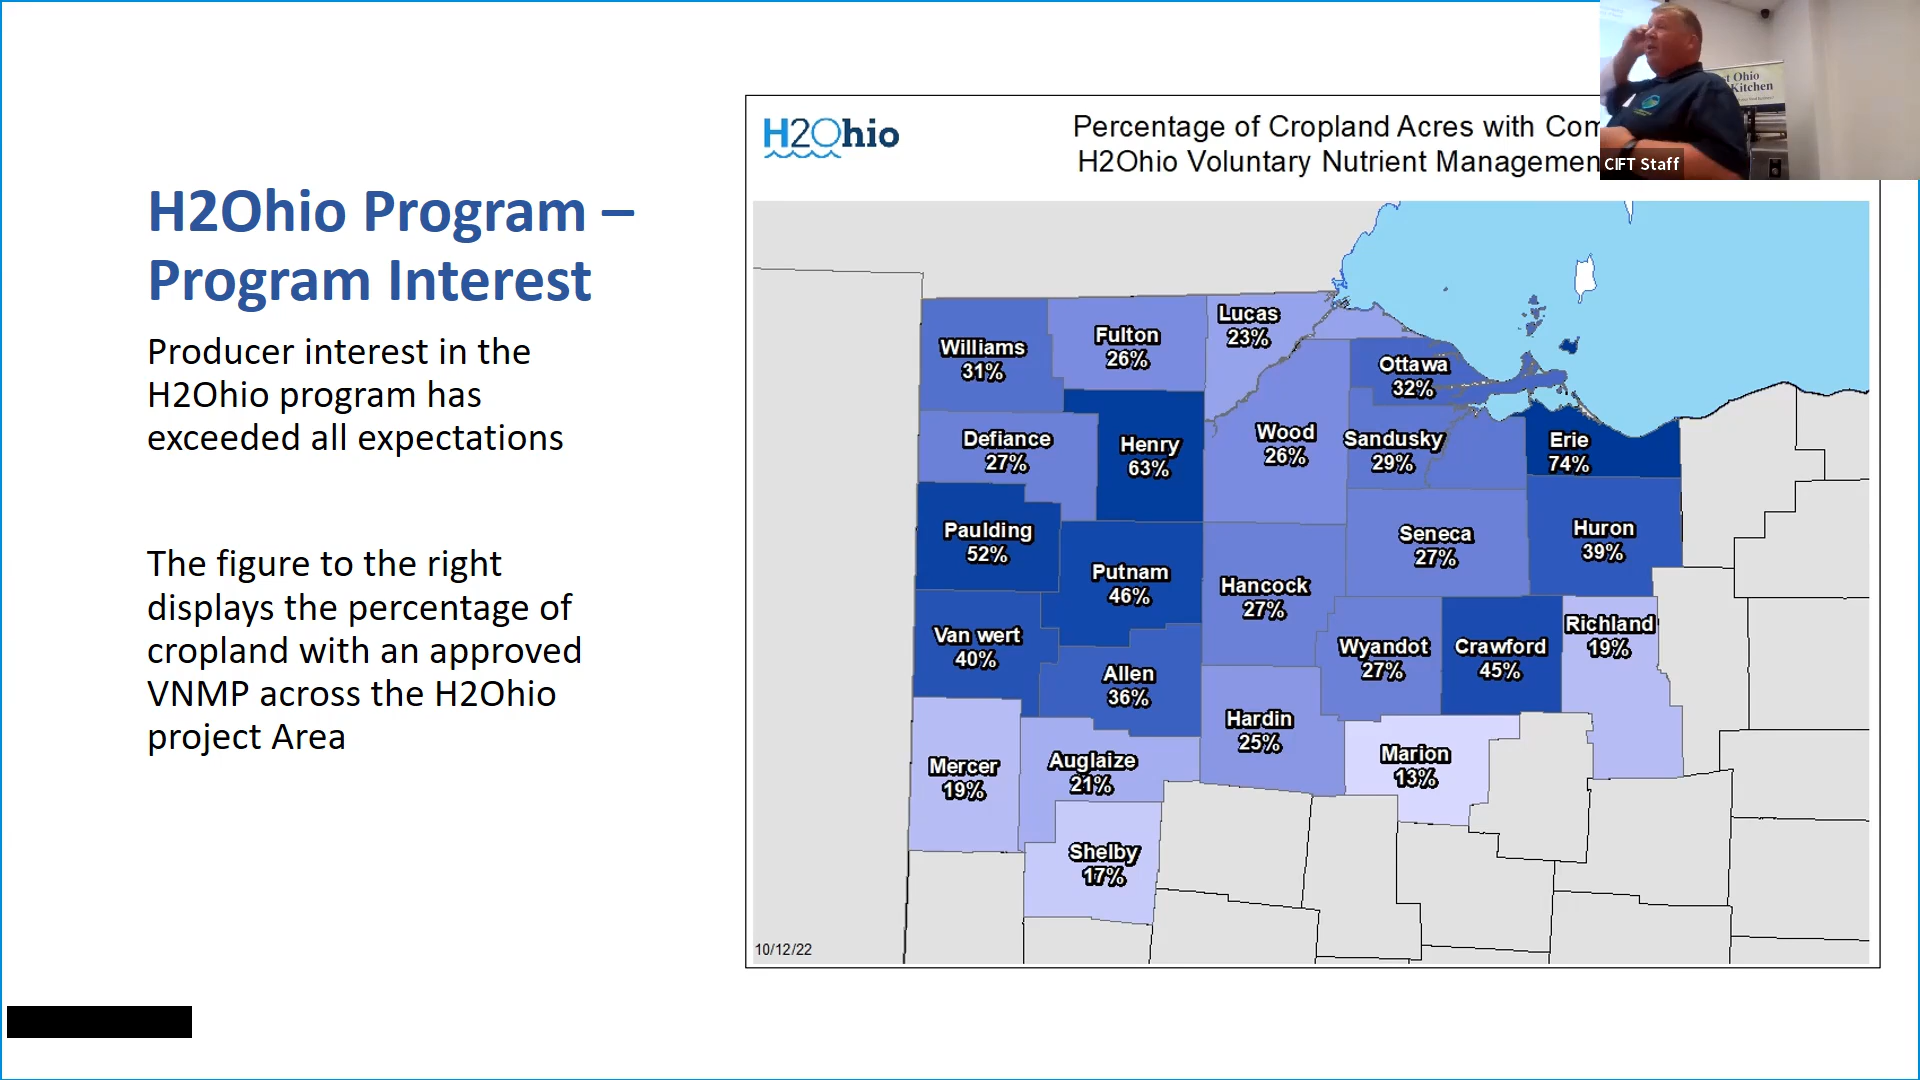 H2Ohio Program –
Program Interest
Producer interest in the
H2Ohio program has
exceeded all expectations
The figure to the right
displays the percentage of
cropland with an approved
VNMP across the H2Ohio
project Area
H2Ohio
Percentage of Cropland Acres with Com
H2Ohio Voluntary Nutrient Managemen
Ohio
Kitchen
CIFT Staff
Williams
31%
Fulton
26%
Lucas
23%
Ottawa
32%
Defiance
27%
Henry
63%
Wood
26%
Sandusky
29%
Erie
74%
Paulding
52%
Putnam
46%
Hancock
27%
Seneca
27%
Huron
39%
Van wert
40%
Allen
36%
Wyandot
27%
Crawford
45%
Richland
19%
Mercer
19%
Auglaize
21%
Hardin
25%
Marion
13%
Shelby
17%
10/12/22